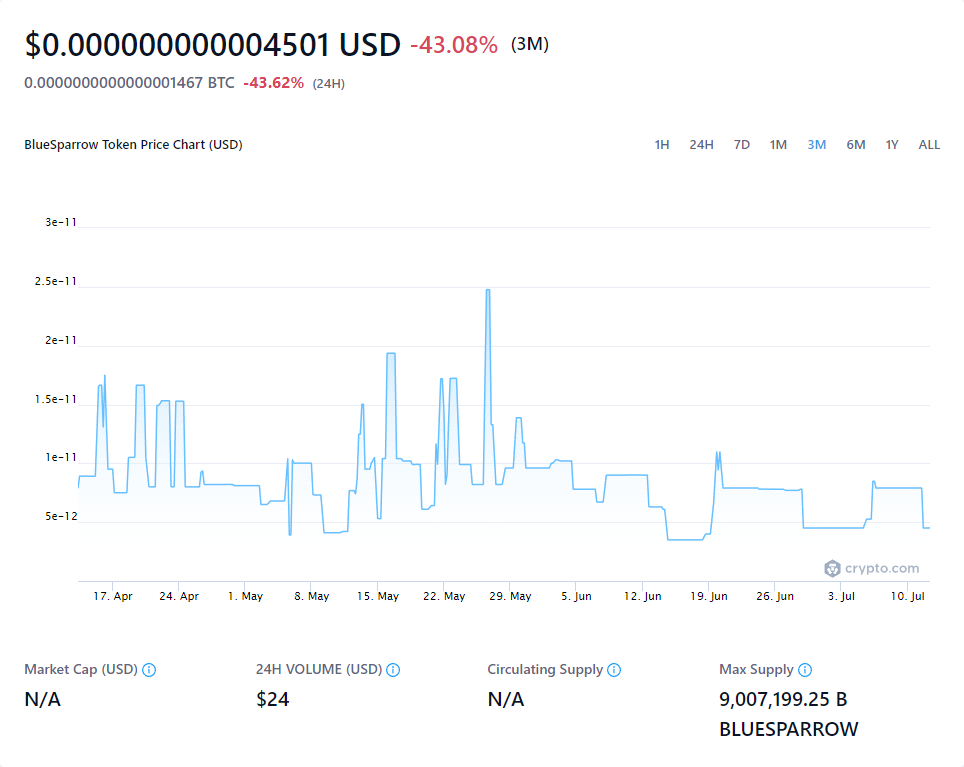 $0.000000000004501 USD -43.08% (3M)
0.0000000000000001467 BTC -43.62% (24H)
BlueSparrow Token Price Chart (USD) 1H 24H 7D 1M 3M 6M 1Y ALL
3e-11
2.5e-11
2e-11
1.5e-11
1e-11
5e-12
crypto.com
17. Apr 24. Apr 1. May 8. May 15. May 22. May 29. May 5. Jun 12. Jun 19. Jun 26. Jun 3. Jul 10. Jul
Market Cap (USD) 24H VOLUME (USD) Circulating Supply Max Supply
N/A $24 N/A 9,007,199.25 B
BLUESPARROW